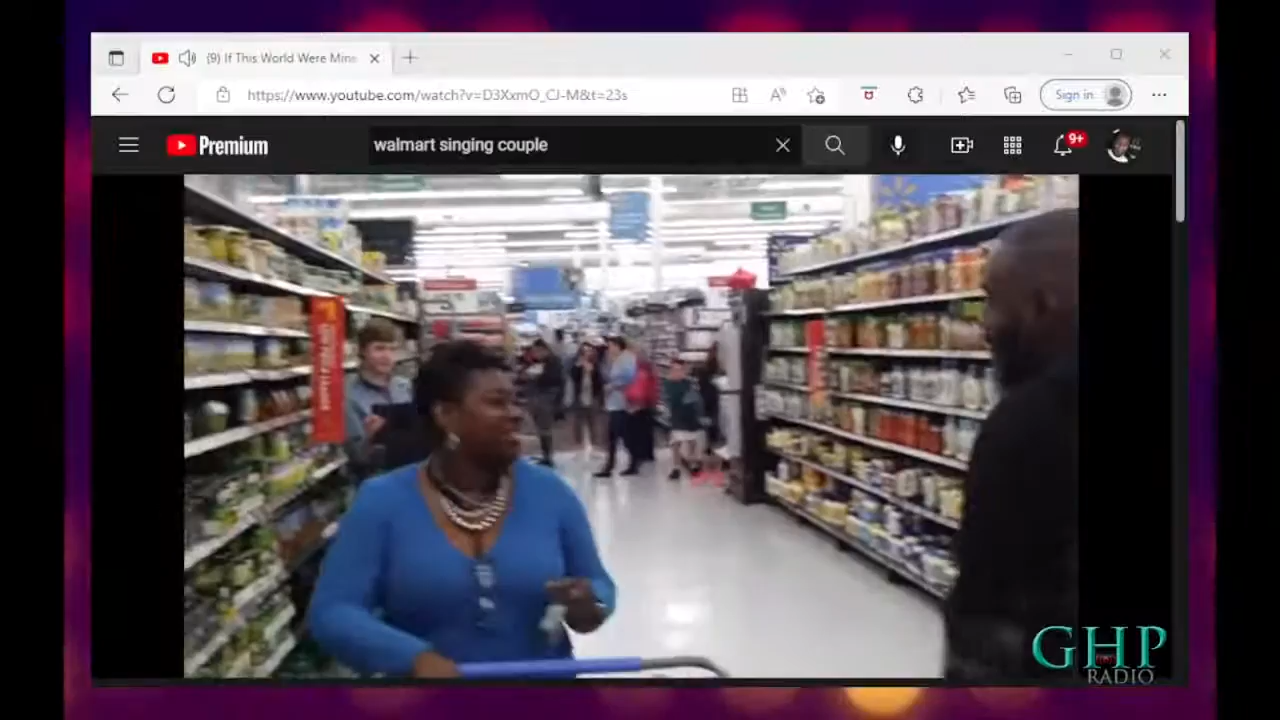 (9) If This World Were Mine
https://www.youtube.com/watch?v=D3XxmO_CJ-M&t=23s
Sign in
Premium
walmart singing couple
9+
GHP
RADIO